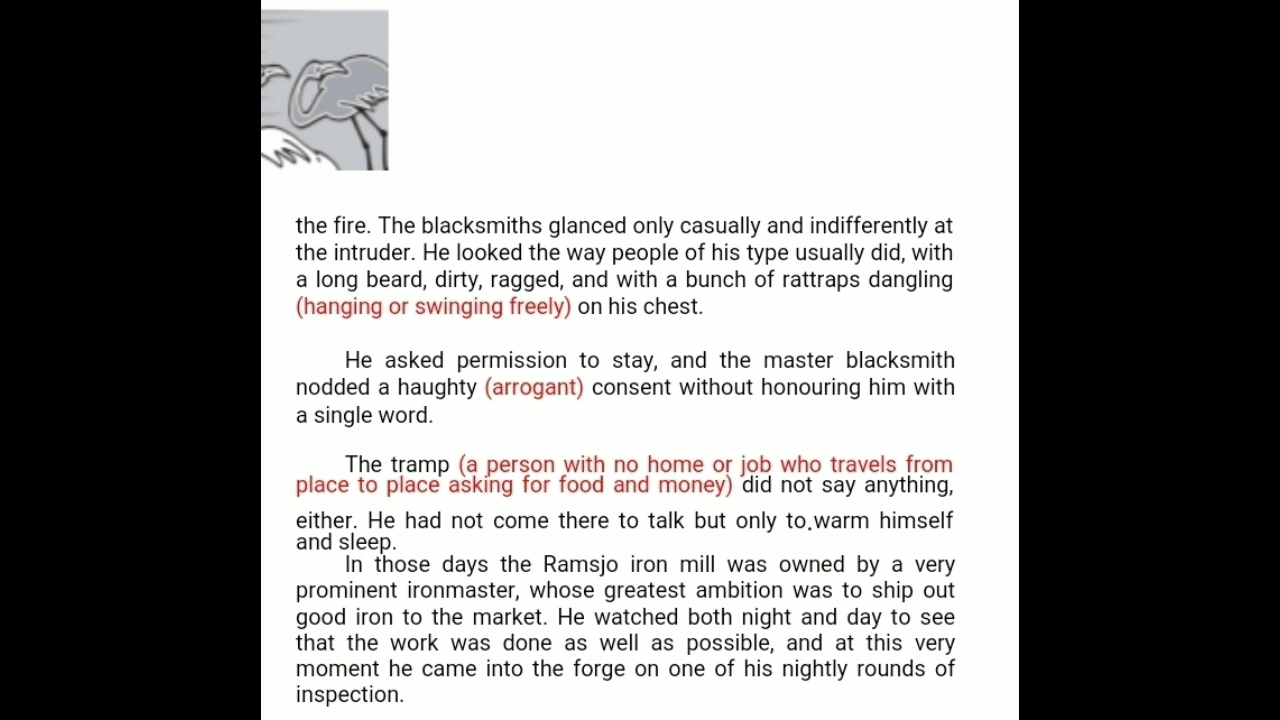 the fire. The blacksmiths glanced only casually and indifferently at
the intruder. He looked the way people of his type usually did, with
a long beard, dirty, ragged, and with a bunch of rattraps dangling
(hanging or swinging freely) on his chest.
He asked permission to stay, and the master blacksmith
nodded a haughty (arrogant) consent without honouring him with
a single word.
The tramp (a person with no home or job who travels from
place to place asking for food and money) did not say anything,
either. He had not come there to talk but only to.warm himself
and sleep.
In those days the Ramsjo iron mill was owned by a very
prominent ironmaster, whose greatest ambition was to ship out
good iron to the market. He watched both night and day to see
that the work was done as well as possible, and at this very
moment he came into the forge on one of his nightly rounds of
inspection.